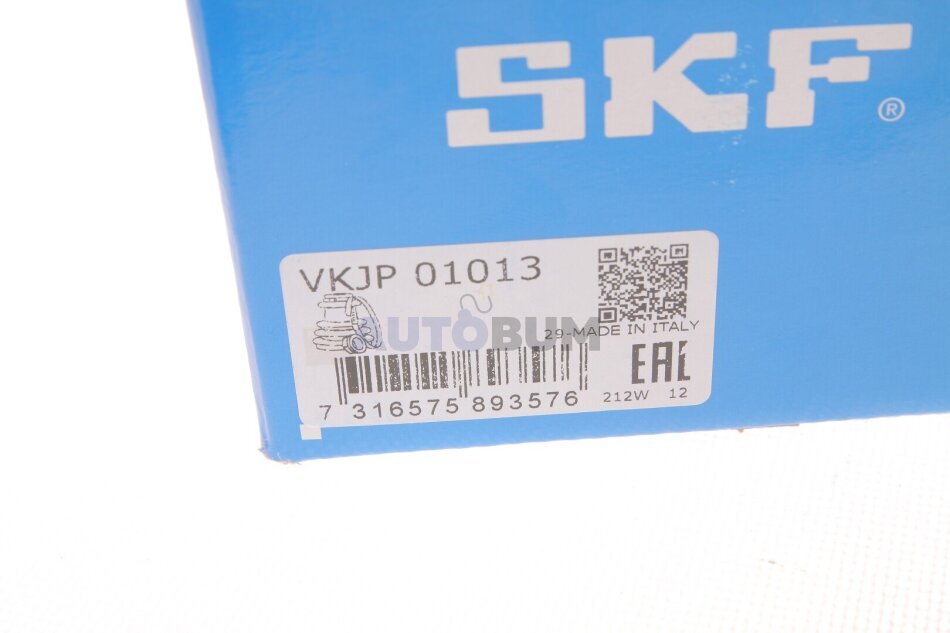 SKF®
VKJP 01013
AUTOBUM
29-MADE IN ITALY
EAC
7 316575 893576
212W 12